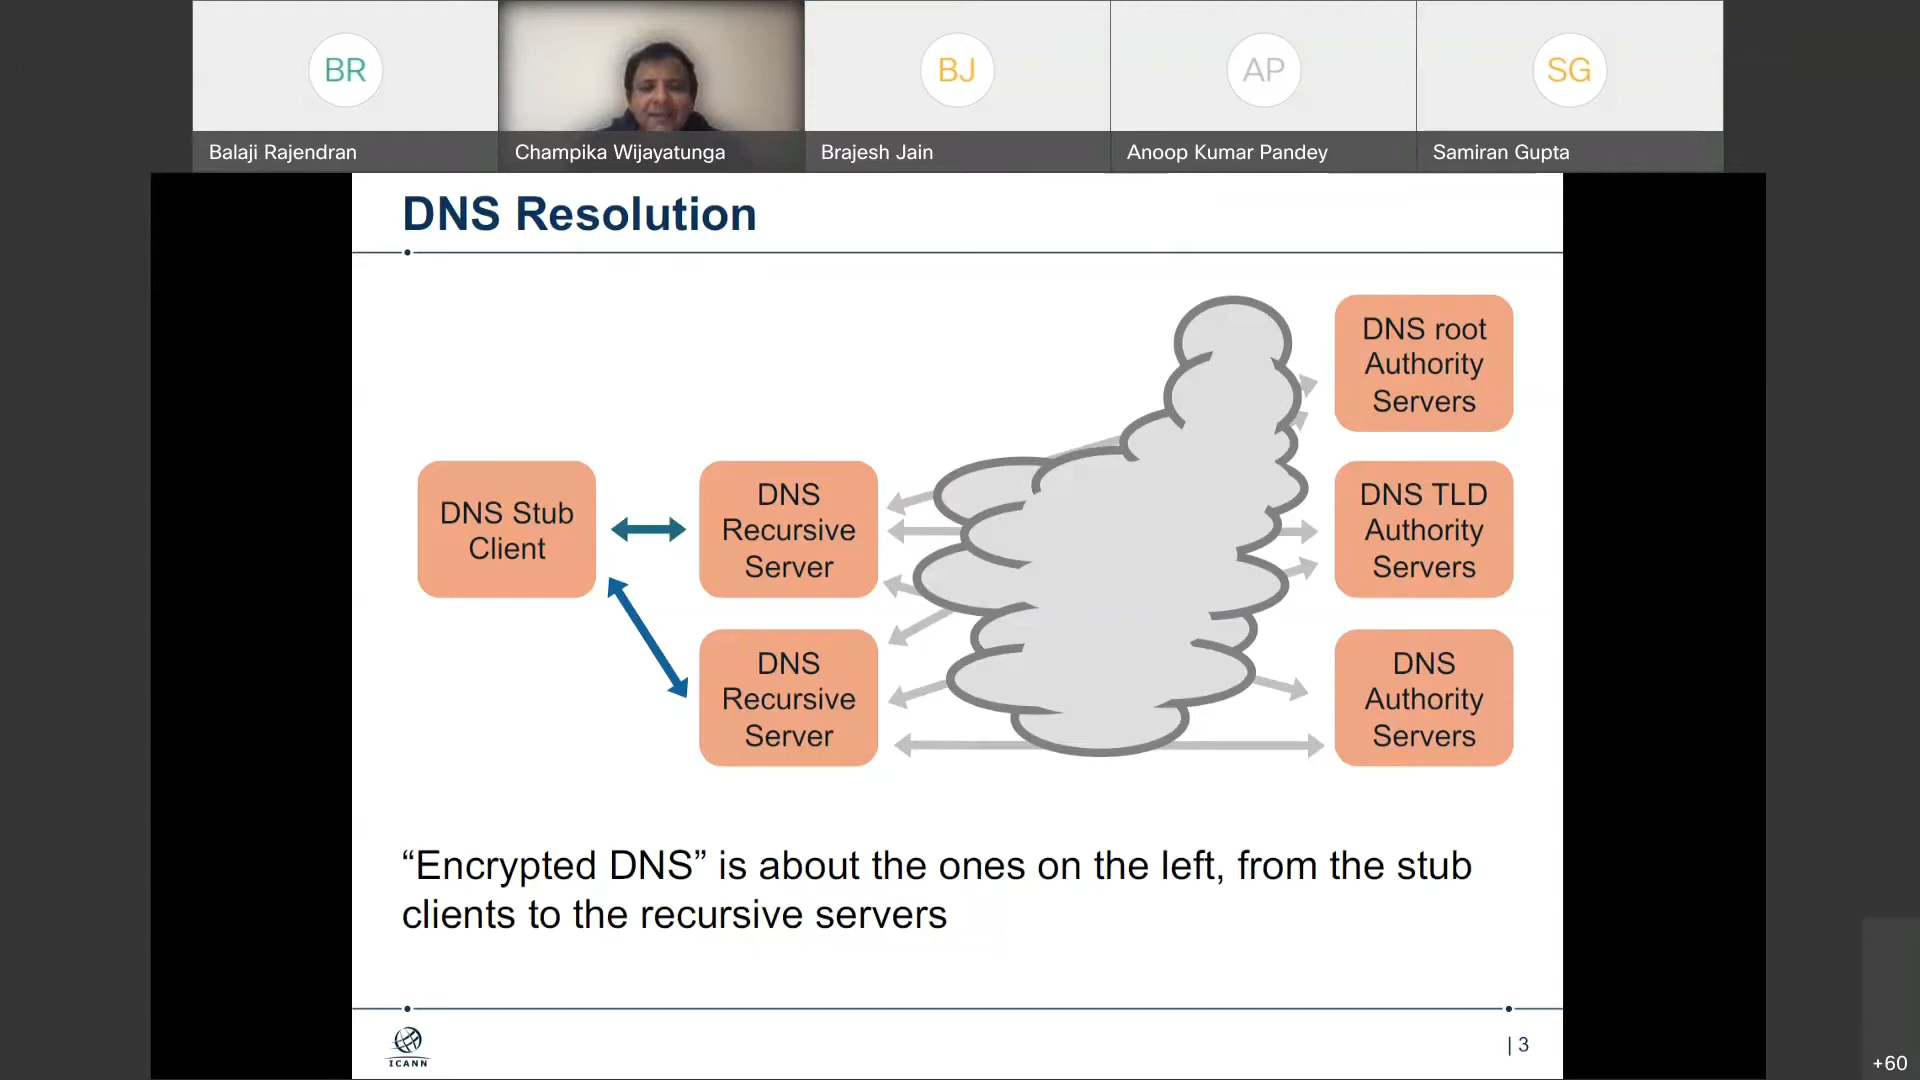 BR
BJ
AP
SG
Balaji Rajendran
Champika Wijayatunga
Brajesh Jain
Anoop Kumar Pandey
Samiran Gupta
DNS Resolution
DNS root
Authority
Servers
DNS Stub
Client
DNS
Recursive
Server
DNS TLD
Authority
Servers
DNS
Recursive
Server
DNS
Authority
Servers
“Encrypted DNS” is about the ones on the left, from the stub
clients to the recursive servers
ICANN
| 3
+60